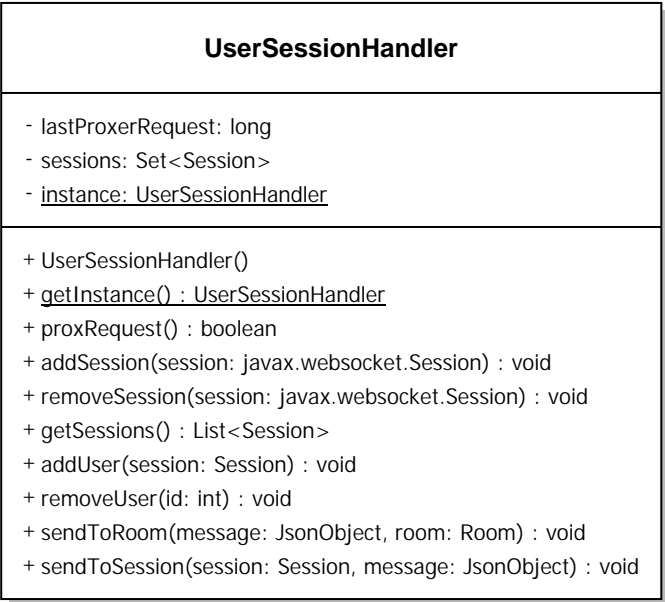 UserSessionHandler
- lastProxerRequest: long
- sessions: Set<Session>
- instance: UserSessionHandler
+ UserSessionHandler()
+ getInstance() : UserSessionHandler
+ proxRequest() : boolean
+ addSession(session: javax.websocket.Session) : void
+ removeSession(session: javax.websocket.Session) : void
+ getSessions() : List<Session>
+ addUser(session: Session) : void
+ removeUser(id: int) : void
+ sendToRoom(message: JsonObject, room: Room) : void
+ sendToSession(session: Session, message: JsonObject) : void